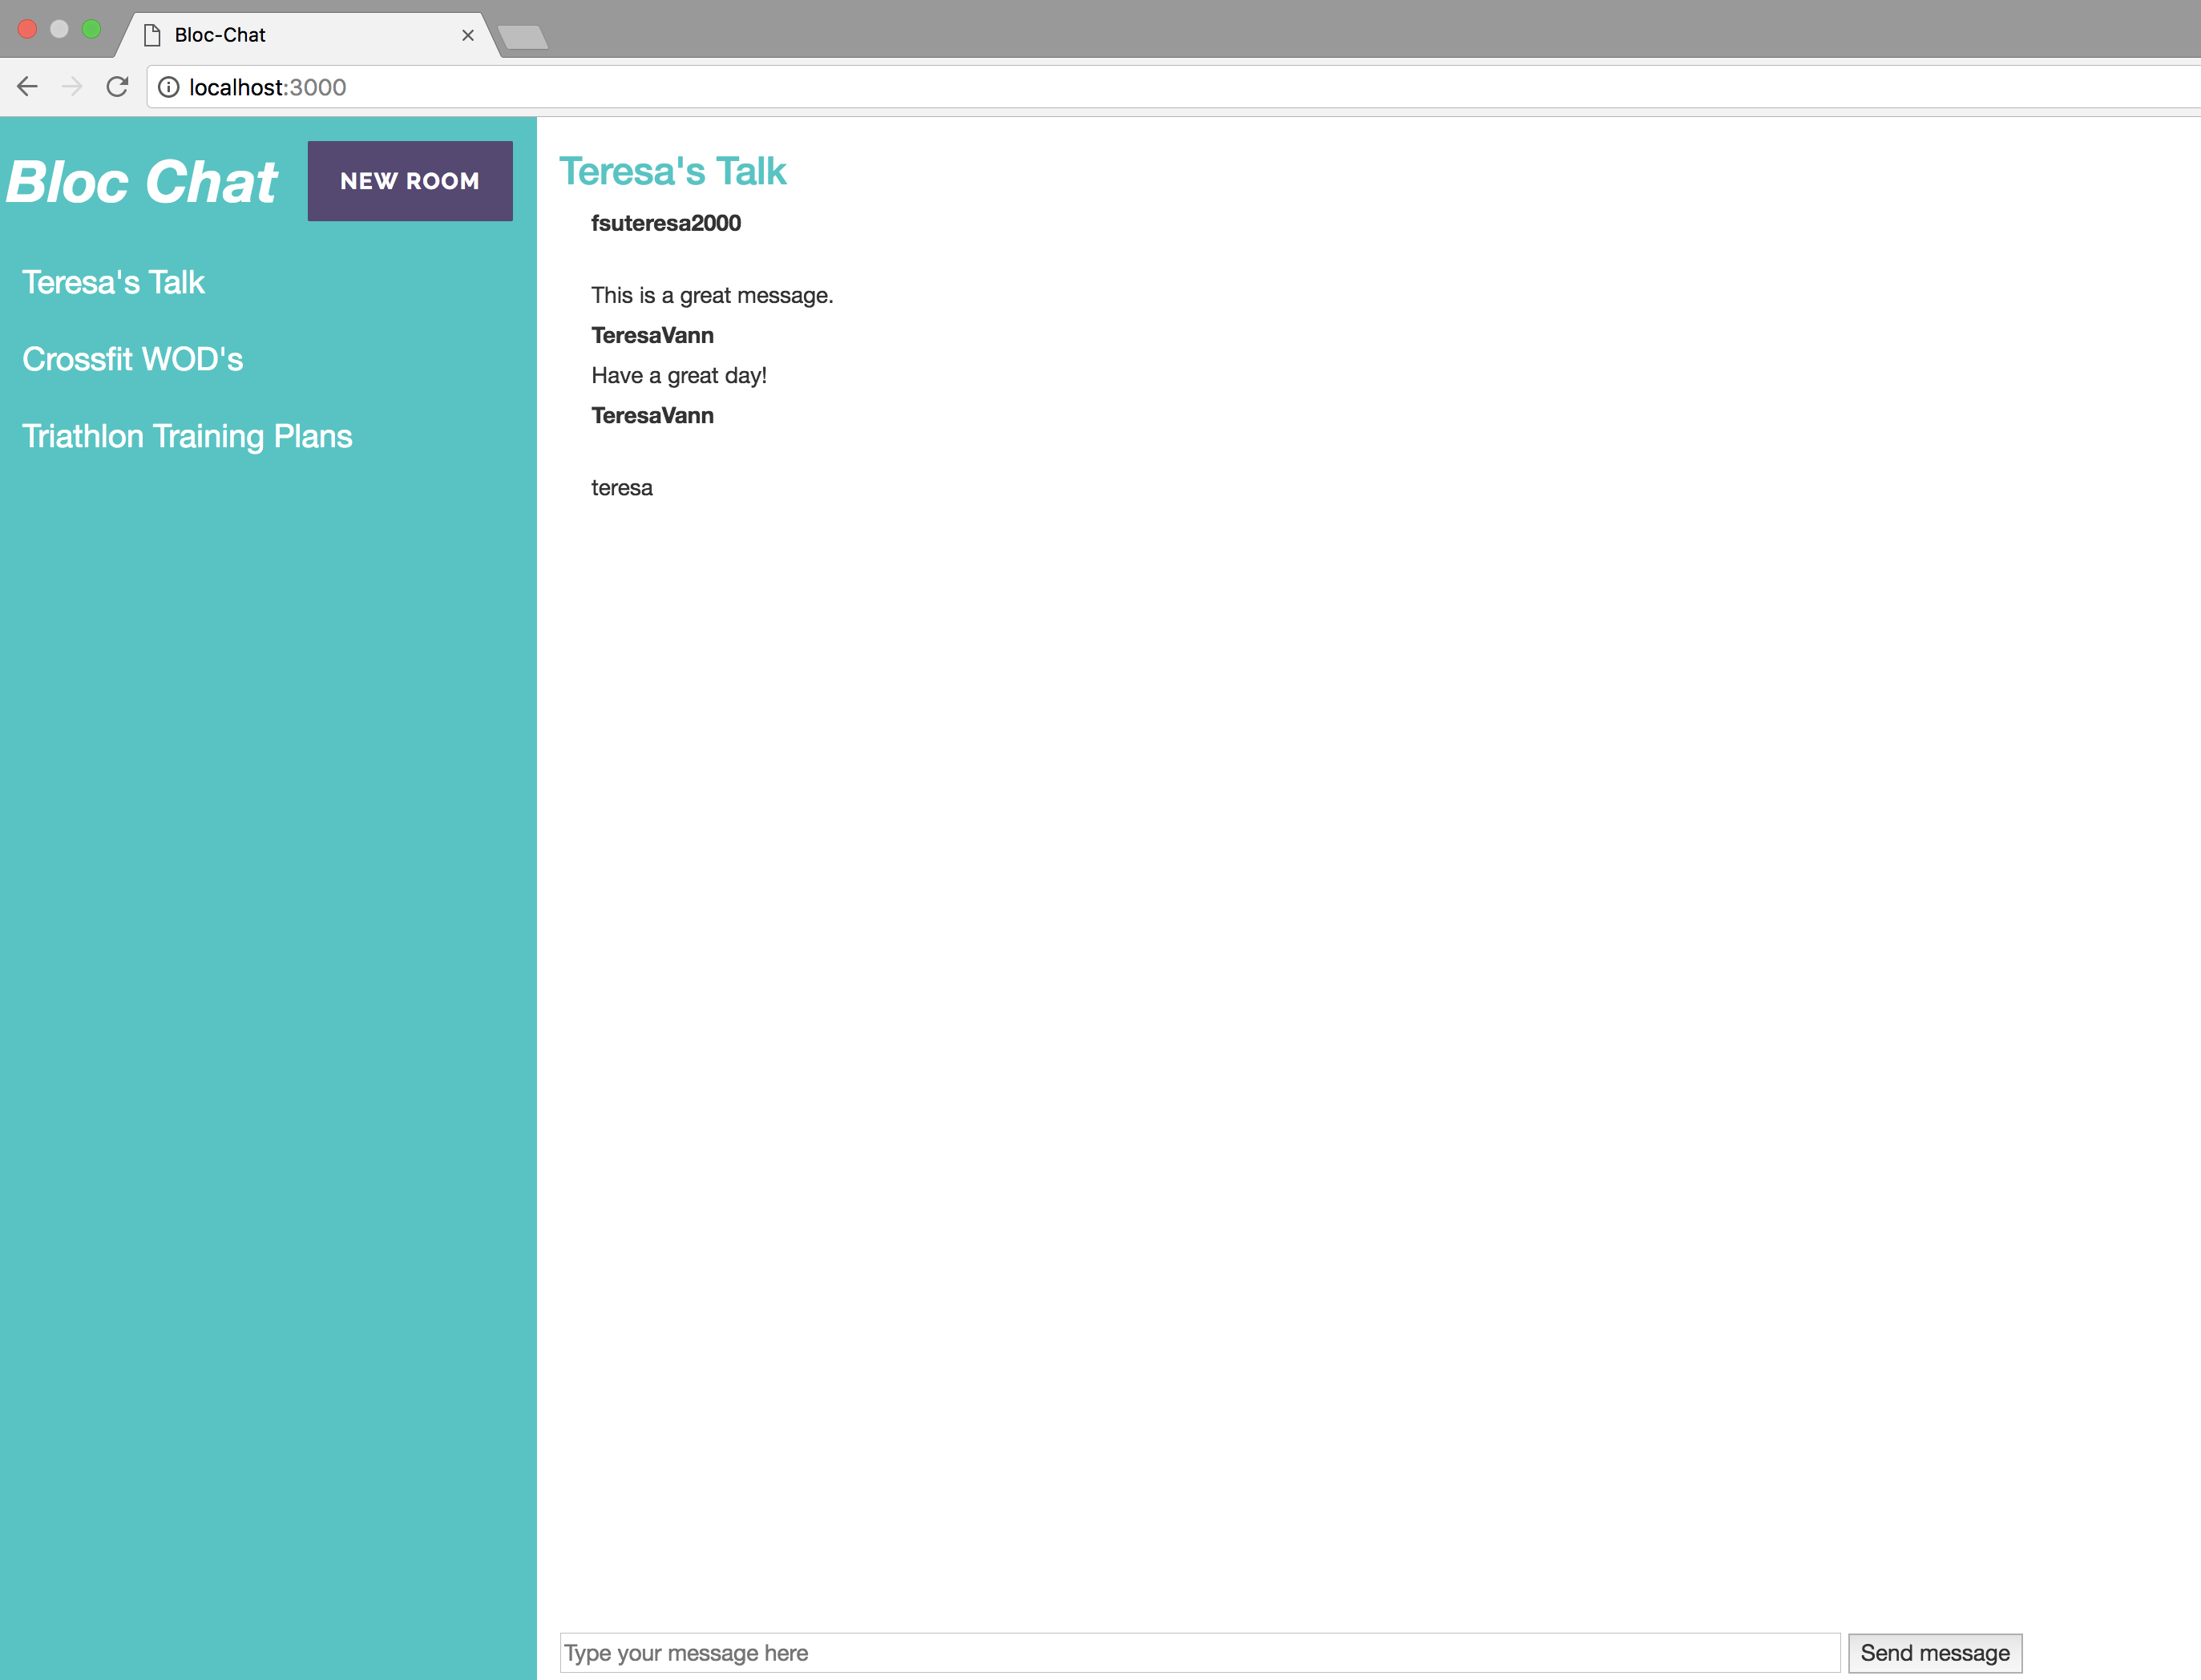 Bloc-Chat
localhost:3000
Bloc Chat
NEW ROOM
Teresa's Talk
Crossfit WOD's
Triathlon Training Plans
Teresa's Talk
fsuteresa2000
This is a great message.
TeresaVann
Have a great day!
TeresaVann
teresa
Type your message here
Send message